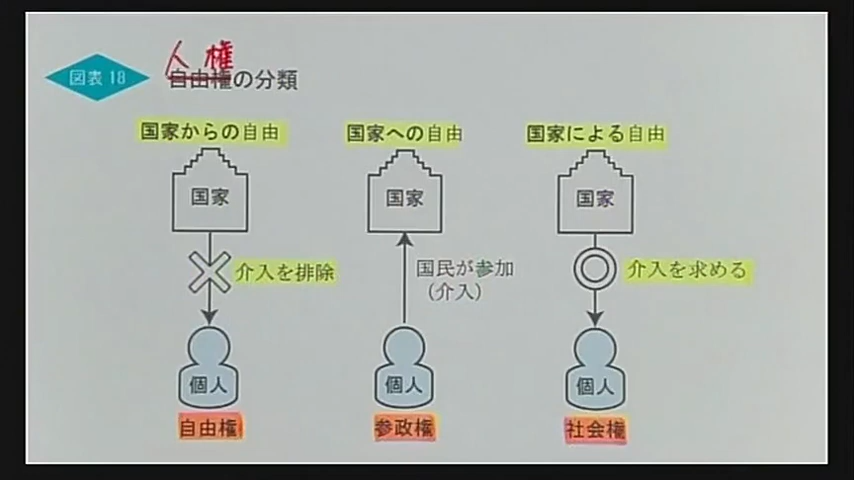 人権
図表 18
自由権の分類
国家からの自由
国家への自由
国家による自由
国家
国家
国家
介入を排除
国民が参加
(介入)
介入を求める
個人
個人
個人
自由権
参政権
社会権